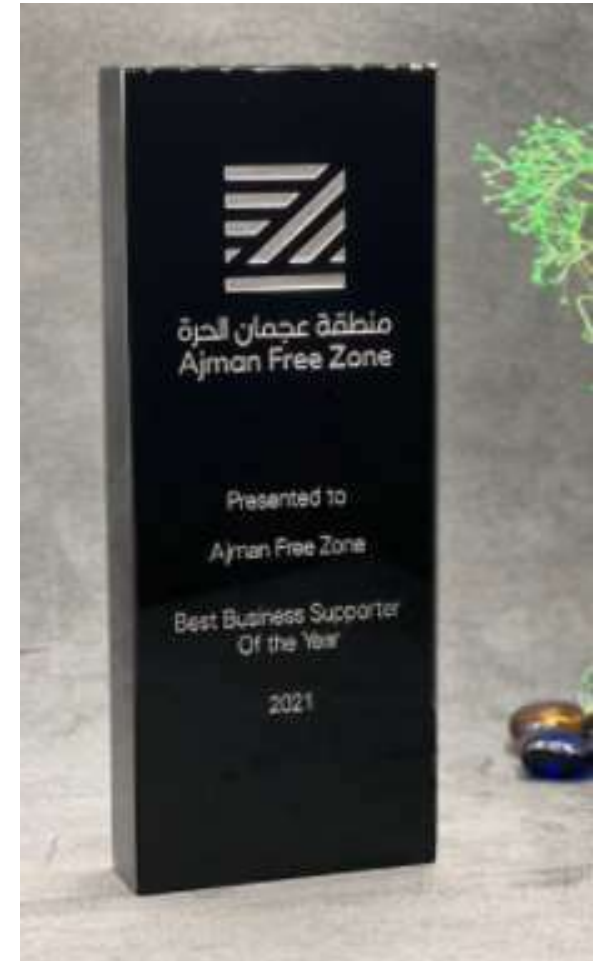 منطقة عجمان الحرة
Ajman Free Zone
Presented to
Ajman Free Zone
Best Business Supporter
Of the Year
2021